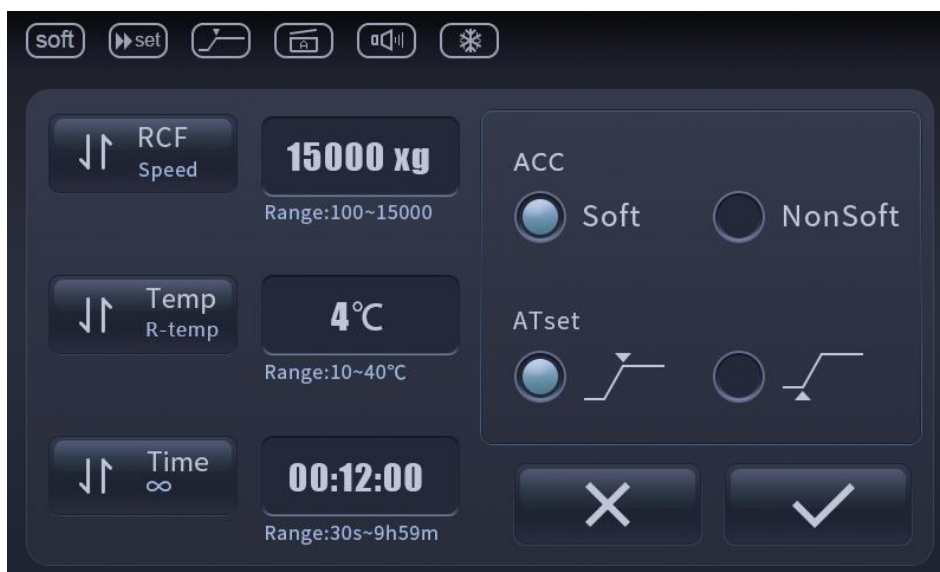 soft set A
RCF
Speed
15000 xg
Range:100~15000
ACC
Soft NonSoft
Temp
R-temp
4℃
Range:10~40℃
ATset
Time
∞
00:12:00
Range:30s~9h59m